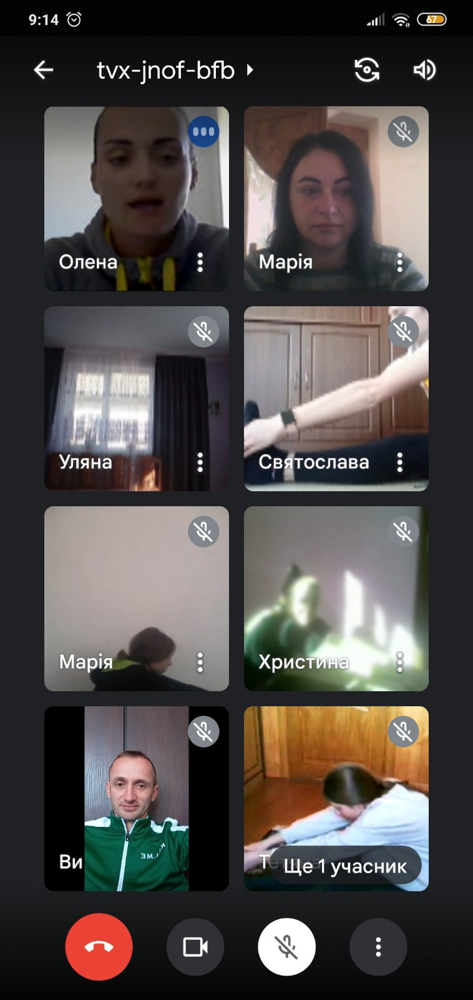 9:14
67
tvx-jnof-bfb
Олена
Марія
Уляна
Святослава
Марія
Христина
Ви
Ще 1 учасник